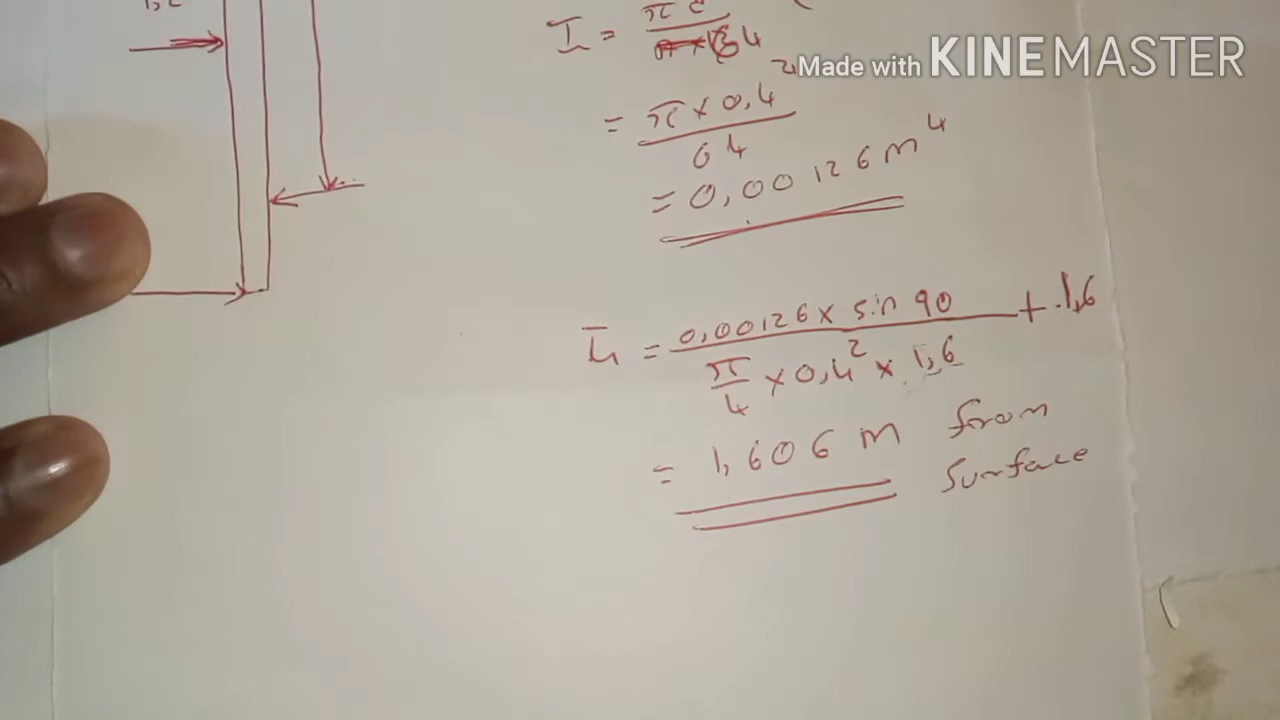 I = π
64
Made with KINEMASTER
= π × 0,4⁴
64
= 0,00126 m⁴
h̄ = 0,00126 × sin 90 + 1,6
π/4 × 0,4² × 1,6
= 1,606 m from
surface